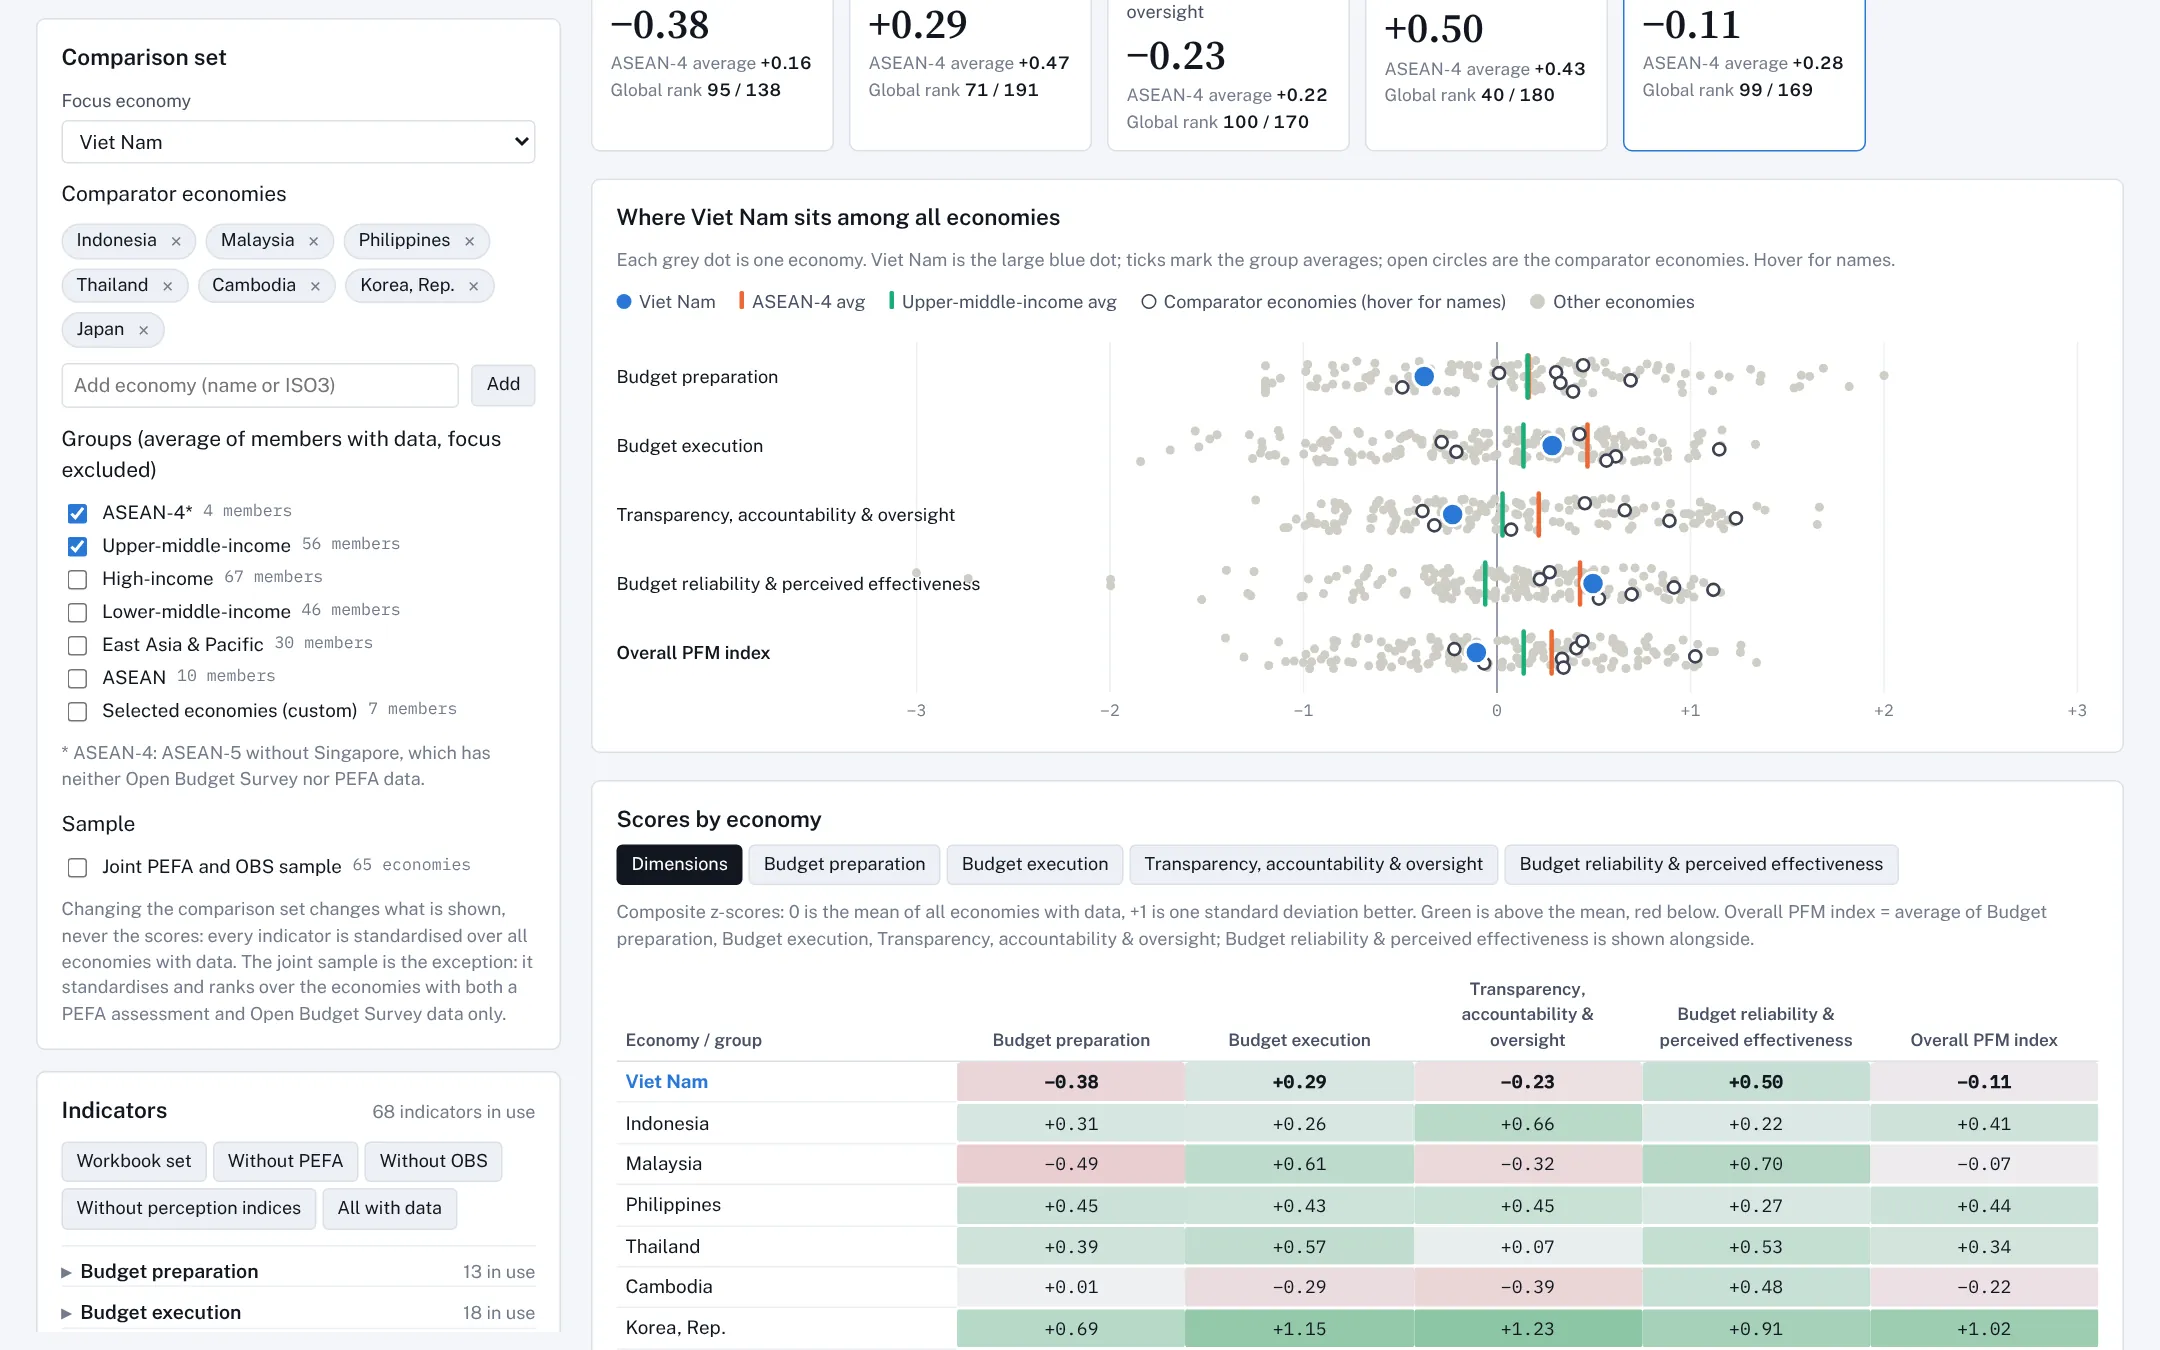 Comparison set
Focus economy
Viet Nam
Comparator economies
Indonesia ×
Malaysia ×
Philippines ×
Thailand ×
Cambodia ×
Korea, Rep. ×
Japan ×
Add economy (name or ISO3)
Add
Groups (average of members with data, focus
excluded)
ASEAN-4* 4 members
Upper-middle-income 56 members
High-income 67 members
Lower-middle-income 46 members
East Asia & Pacific 30 members
ASEAN 10 members
Selected economies (custom) 7 members
* ASEAN-4: ASEAN-5 without Singapore, which has
neither Open Budget Survey nor PEFA data.
Sample
Joint PEFA and OBS sample 65 economies
Changing the comparison set changes what is shown,
never the scores: every indicator is standardised over all
economies with data. The joint sample is the exception: it
standardises and ranks over the economies with both a
PEFA assessment and Open Budget Survey data only.
Indicators
68 indicators in use
Workbook set
Without PEFA
Without OBS
Without perception indices
All with data
▶ Budget preparation 13 in use
▶ Budget execution 18 in use
−0.38
ASEAN-4 average +0.16
Global rank 95 / 138
+0.29
ASEAN-4 average +0.47
Global rank 71 / 191
oversight
−0.23
ASEAN-4 average +0.22
Global rank 100 / 170
+0.50
ASEAN-4 average +0.43
Global rank 40 / 180
−0.11
ASEAN-4 average +0.28
Global rank 99 / 169
Where Viet Nam sits among all economies
Each grey dot is one economy. Viet Nam is the large blue dot; ticks mark the group averages; open circles are the comparator economies. Hover for names.
Viet Nam
ASEAN-4 avg
Upper-middle-income avg
Comparator economies (hover for names)
Other economies
Budget preparation
Budget execution
Transparency, accountability & oversight
Budget reliability & perceived effectiveness
Overall PFM index
−3 −2 −1 0 +1 +2 +3
Scores by economy
Dimensions
Budget preparation
Budget execution
Transparency, accountability & oversight
Budget reliability & perceived effectiveness
Composite z-scores: 0 is the mean of all economies with data, +1 is one standard deviation better. Green is above the mean, red below. Overall PFM index = average of Budget
preparation, Budget execution, Transparency, accountability & oversight; Budget reliability & perceived effectiveness is shown alongside.
Economy / group
Budget preparation
Budget execution
Transparency,
accountability &
oversight
Budget reliability &
perceived effectiveness
Overall PFM index
Viet Nam −0.38 +0.29 −0.23 +0.50 −0.11
Indonesia +0.31 +0.26 +0.66 +0.22 +0.41
Malaysia −0.49 +0.61 −0.32 +0.70 −0.07
Philippines +0.45 +0.43 +0.45 +0.27 +0.44
Thailand +0.39 +0.57 +0.07 +0.53 +0.34
Cambodia +0.01 −0.29 −0.39 +0.48 −0.22
Korea, Rep. +0.69 +1.15 +1.23 +0.91 +1.02